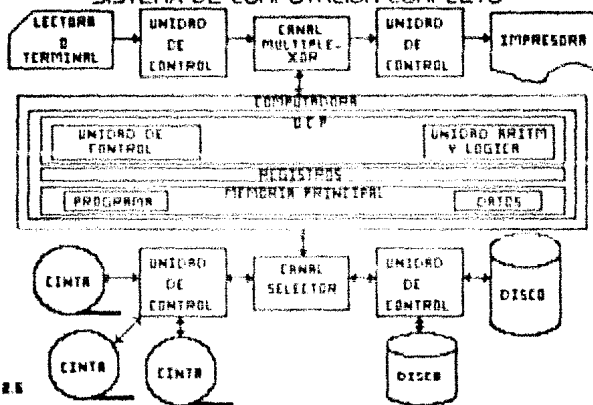 SISTEMA DE COMPUTACION COMPLETO
LECTORA
O
TERMINAL
UNIDAD
DE
CONTROL
CANAL
MULTIPLE-
XOR
UNIDAD
DE
CONTROL
IMPRESORA
COMPUTADORA
U C P
UNIDAD DE
CONTROL
UNIDAD ARITM
Y LOGICA
REGISTROS
MEMORIA PRINCIPAL
PROGRAMA
DATOS
CINTA
UNIDAD
DE
CONTROL
CANAL
SELECTOR
UNIDAD
DE
CONTROL
DISCO
CINTA
CINTA
DISCO
2.6